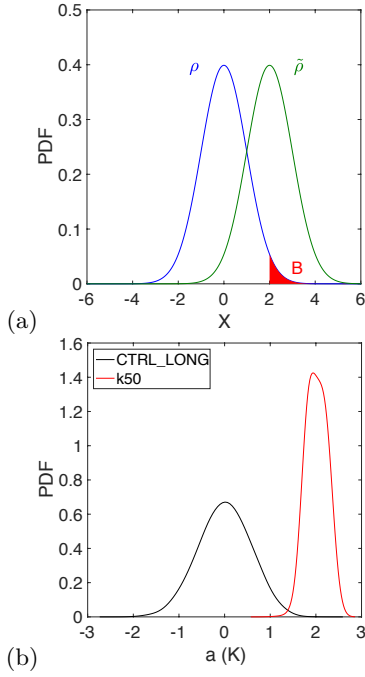 0.5
0.4
0.3
0.2
0.1
0
PDF
ρ
ρ̃
B
-6 -4 -2 0 2 4 6
X
(a)
1.6
1.4
1.2
1
0.8
0.6
0.4
0.2
0
PDF
CTRL_LONG
k50
-3 -2 -1 0 1 2 3
a (K)
(b)